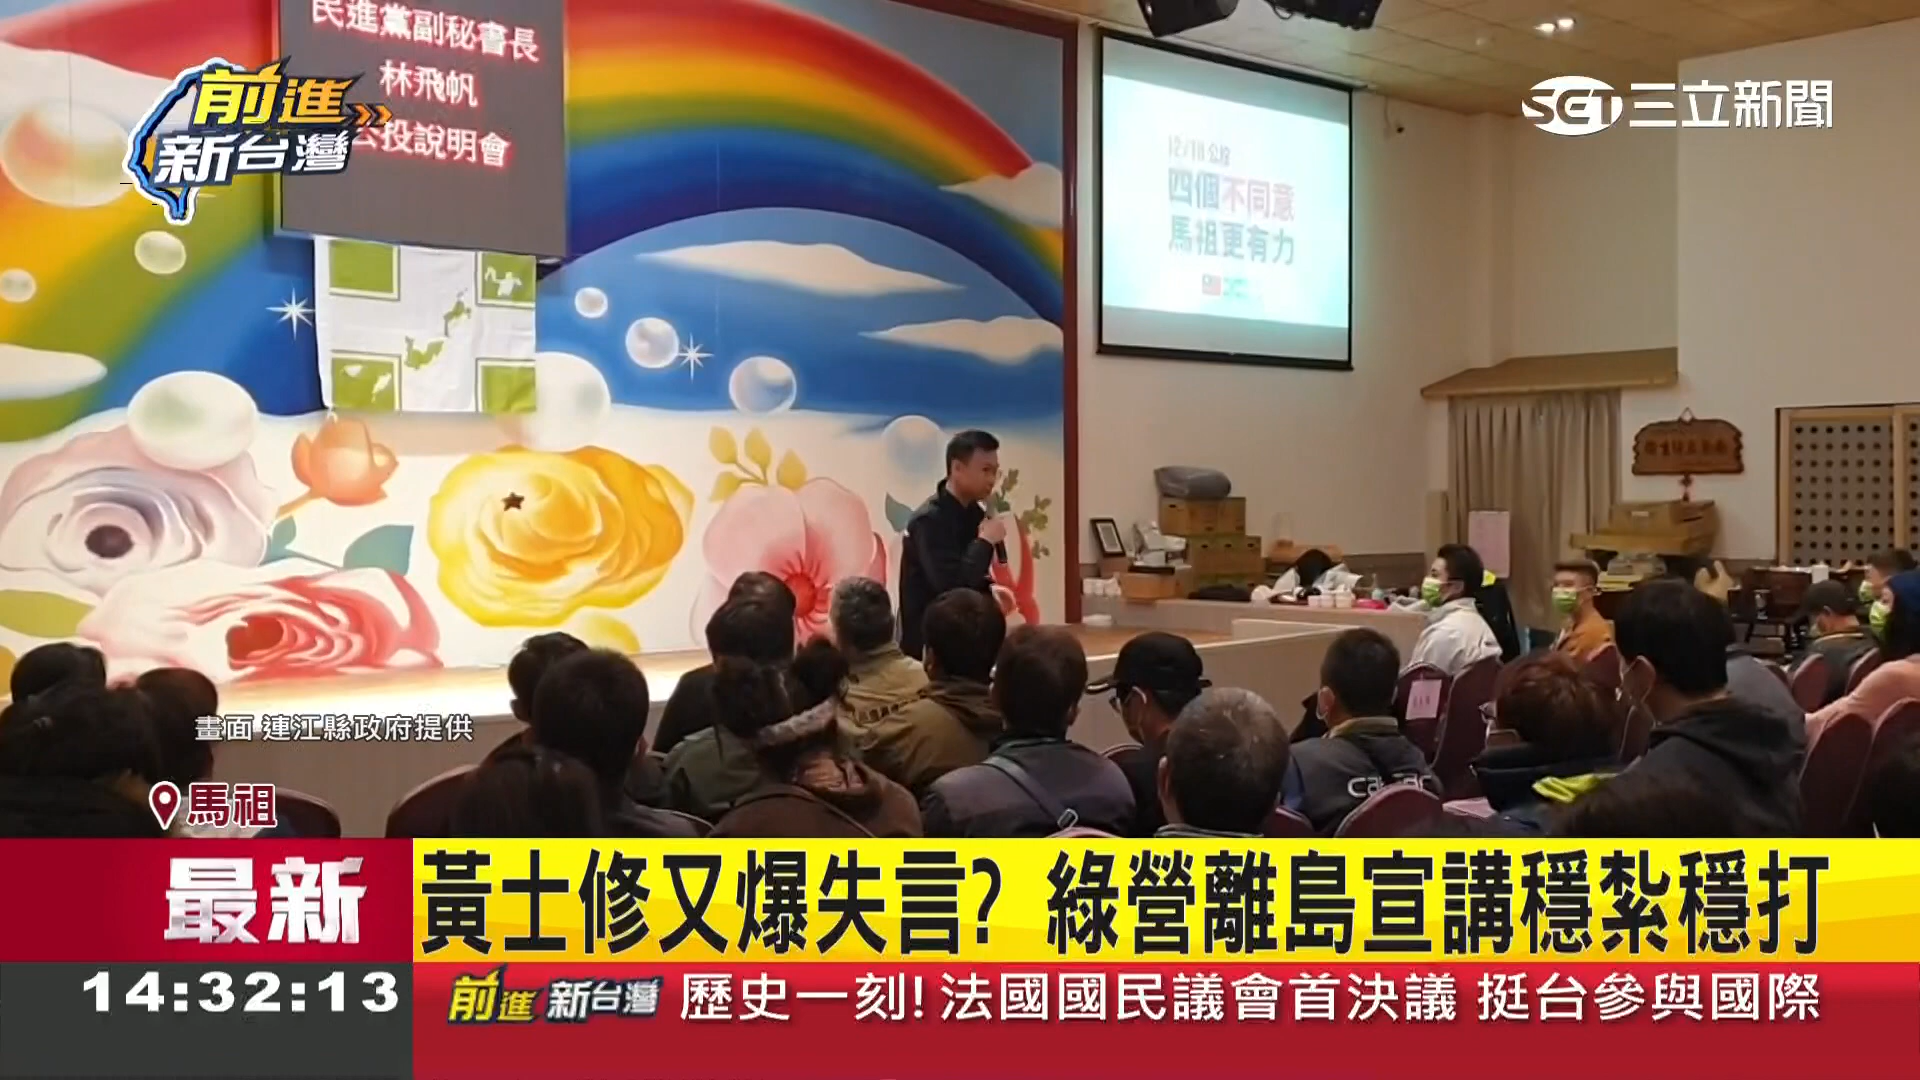 民進黨副秘書長
林飛帆
公投說明會
前進
新台灣
SET三立新聞
12/18公投
四個不同意
馬祖更有力
畫面 連江縣政府提供
馬祖
最新
黃士修又爆失言? 綠營離島宣講穩紮穩打
14:32:13
前進新台灣 歷史一刻!法國國民議會首決議 挺台參與國際